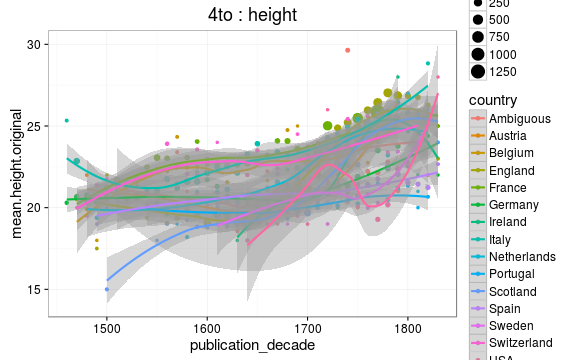 4to : height
30
25
20
15
mean.height.original
1500
1600
1700
1800
publication_decade
250
500
750
1000
1250
country
Ambiguous
Austria
Belgium
England
France
Germany
Ireland
Italy
Netherlands
Portugal
Scotland
Spain
Sweden
Switzerland
USA